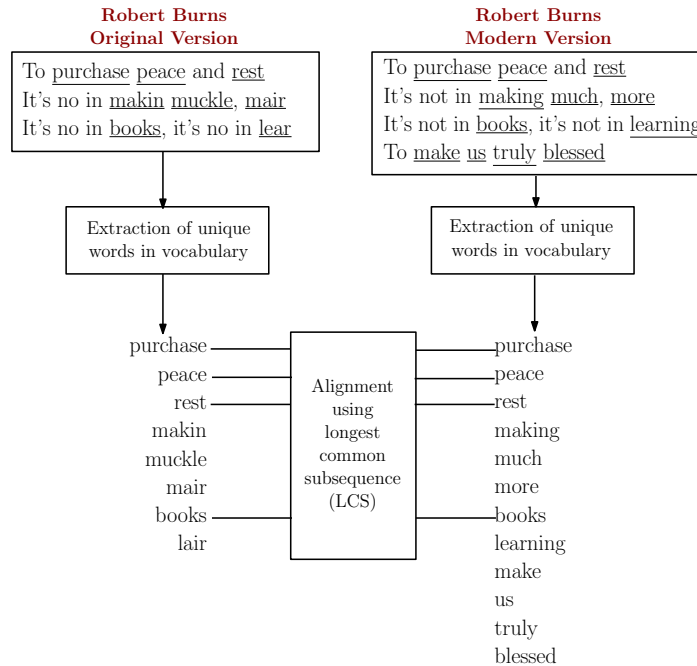 Robert Burns
Original Version
To purchase peace and rest
It's no in makin muckle, mair
It's no in books, it's no in lear
Extraction of unique
words in vocabulary
purchase
peace
rest
makin
muckle
mair
books
lair
Alignment
using
longest
common
subsequence
(LCS)
Robert Burns
Modern Version
To purchase peace and rest
It's not in making much, more
It's not in books, it's not in learning
To make us truly blessed
Extraction of unique
words in vocabulary
purchase
peace
rest
making
much
more
books
learning
make
us
truly
blessed